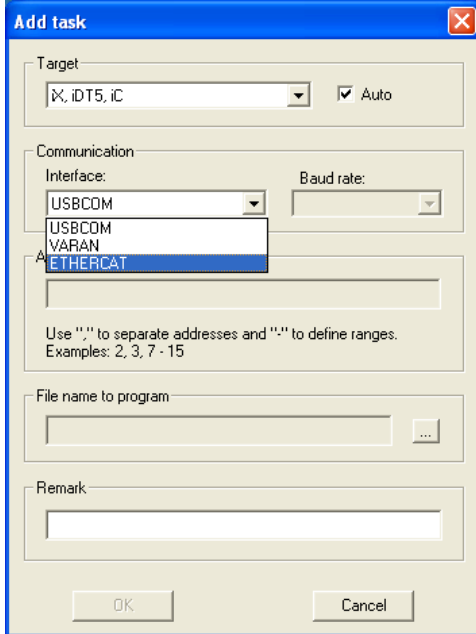 Add task
Target
iX, iDT5, iC
Auto
Communication
Interface:
Baud rate:
USBCOM
USBCOM
VARAN
ETHERCAT
A
Use "," to separate addresses and "-" to define ranges.
Examples: 2, 3, 7 - 15
File name to program
...
Remark
OK
Cancel